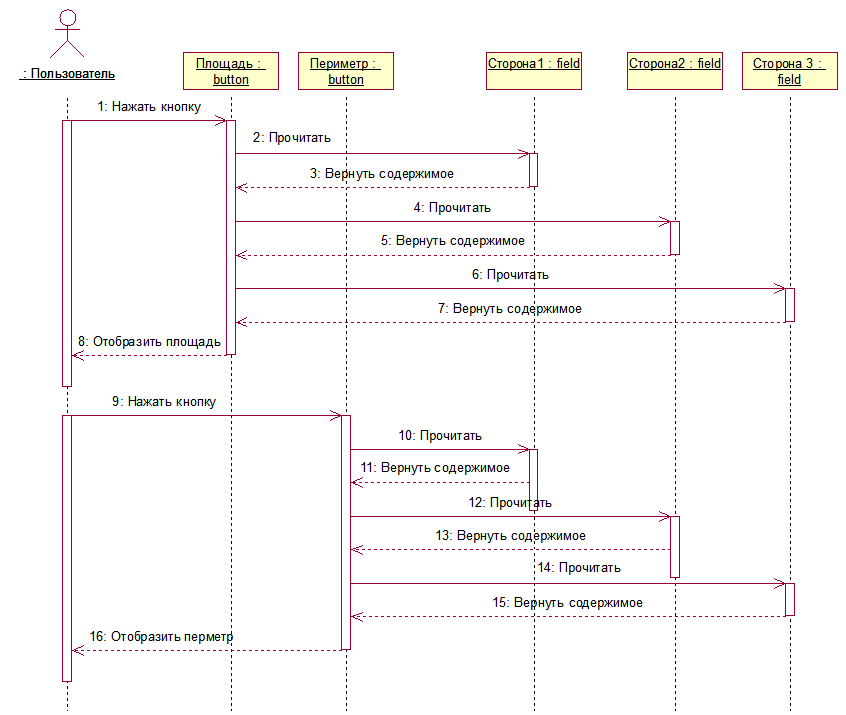 : Пользователь
Площадь :
button
Периметр :
button
Сторона1 : field
Сторона2 : field
Сторона 3 :
field
1: Нажать кнопку
2: Прочитать
3: Вернуть содержимое
4: Прочитать
5: Вернуть содержимое
6: Прочитать
7: Вернуть содержимое
8: Отобразить площадь
9: Нажать кнопку
10: Прочитать
11: Вернуть содержимое
12: Прочитать
13: Вернуть содержимое
14: Прочитать
15: Вернуть содержимое
16: Отобразить перметр